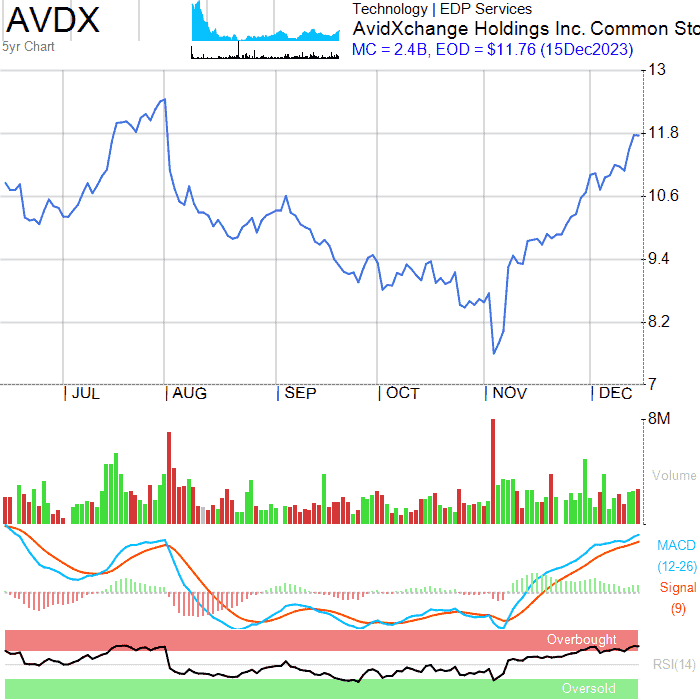 AVDX
5yr Chart
Technology | EDP Services
AvidXchange Holdings Inc. Common Sto
MC = 2.4B, EOD = $11.76 (15Dec2023)
13
11.8
10.6
9.4
8.2
7
| JUL
| AUG
| SEP
| OCT
| NOV
| DEC
8M
Volume
MACD
(12-26)
Signal
(9)
Overbought
RSI(14)
Oversold